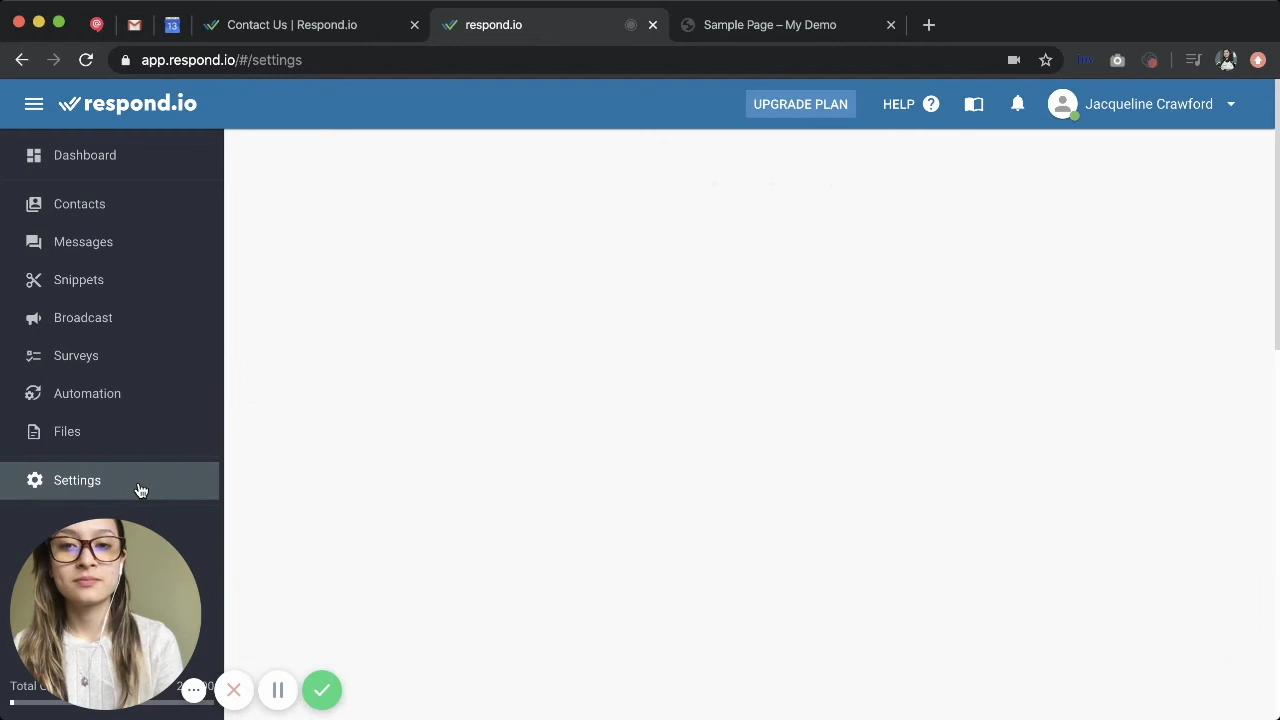 13
Contact Us | Respond.io
respond.io
Sample Page – My Demo
app.respond.io/#/settings
respond.io
UPGRADE PLAN
HELP
Jacqueline Crawford
Dashboard
Contacts
Messages
Snippets
Broadcast
Surveys
Automation
Files
Settings
Total